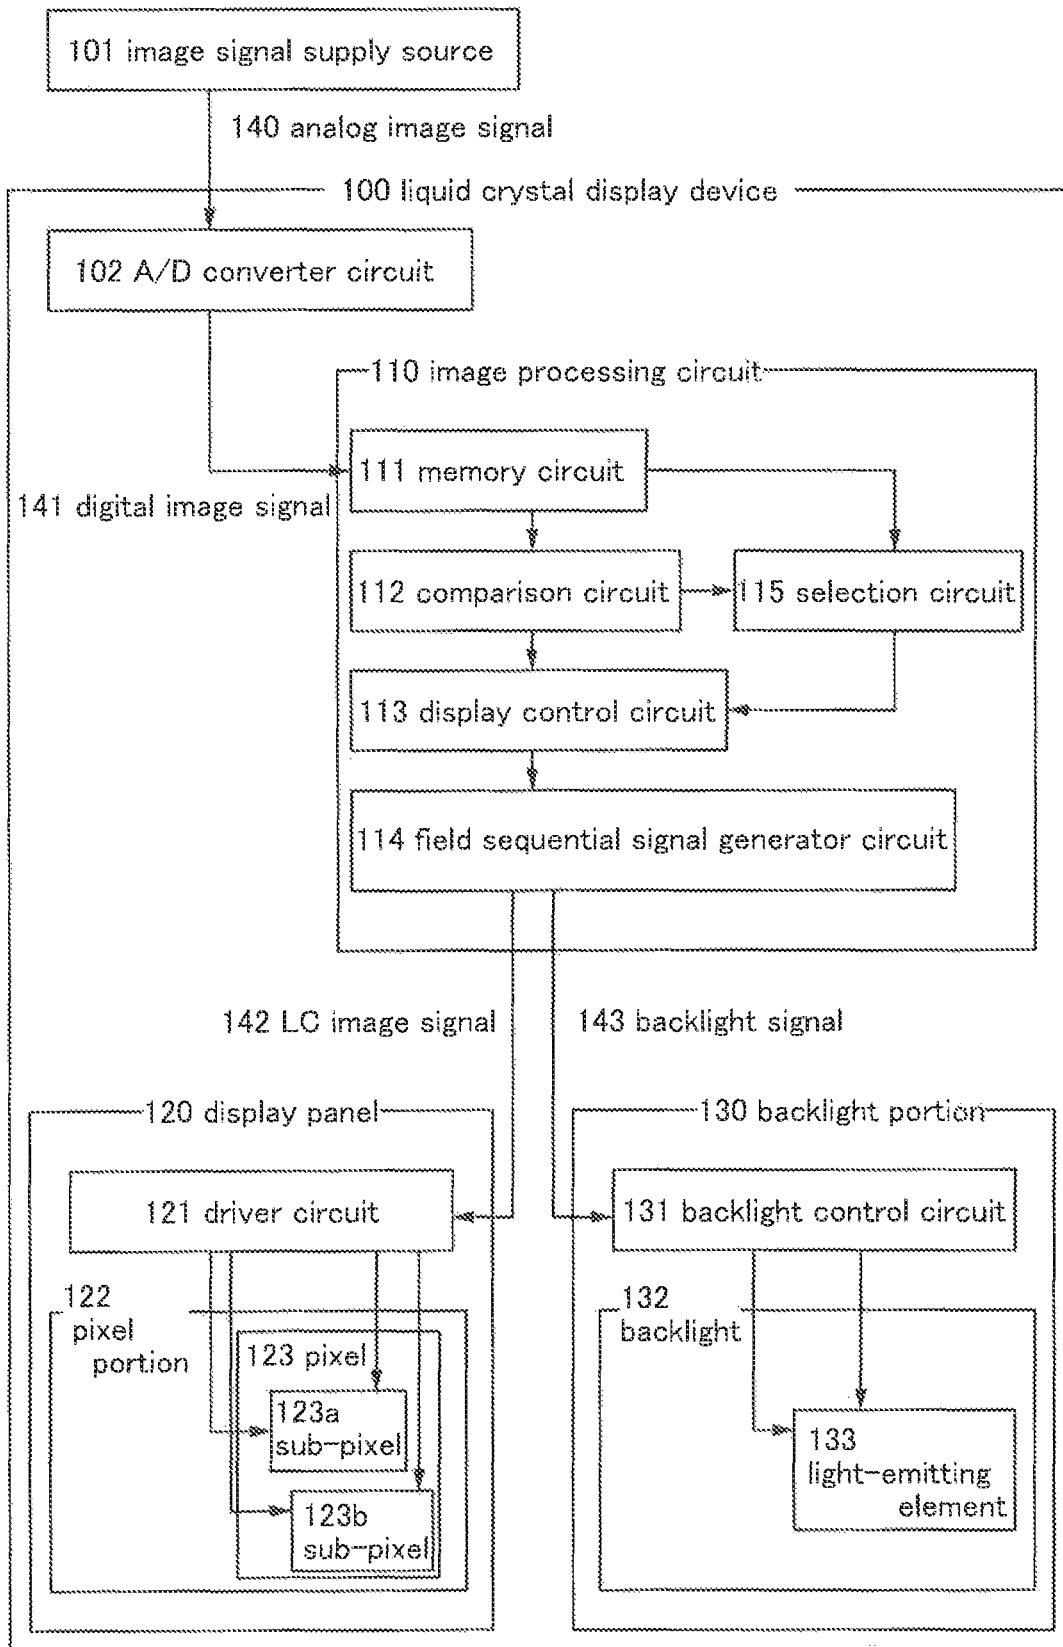 101 image signal supply source
140 analog image signal
100 liquid crystal display device
102 A/D converter circuit
110 image processing circuit
111 memory circuit
141 digital image signal
112 comparison circuit
115 selection circuit
113 display control circuit
114 field sequential signal generator circuit
142 LC image signal
143 backlight signal
120 display panel
130 backlight portion
121 driver circuit
131 backlight control circuit
122
pixel
portion
123 pixel
123a
sub-pixel
123b
sub-pixel
132
backlight
133
light-emitting
element